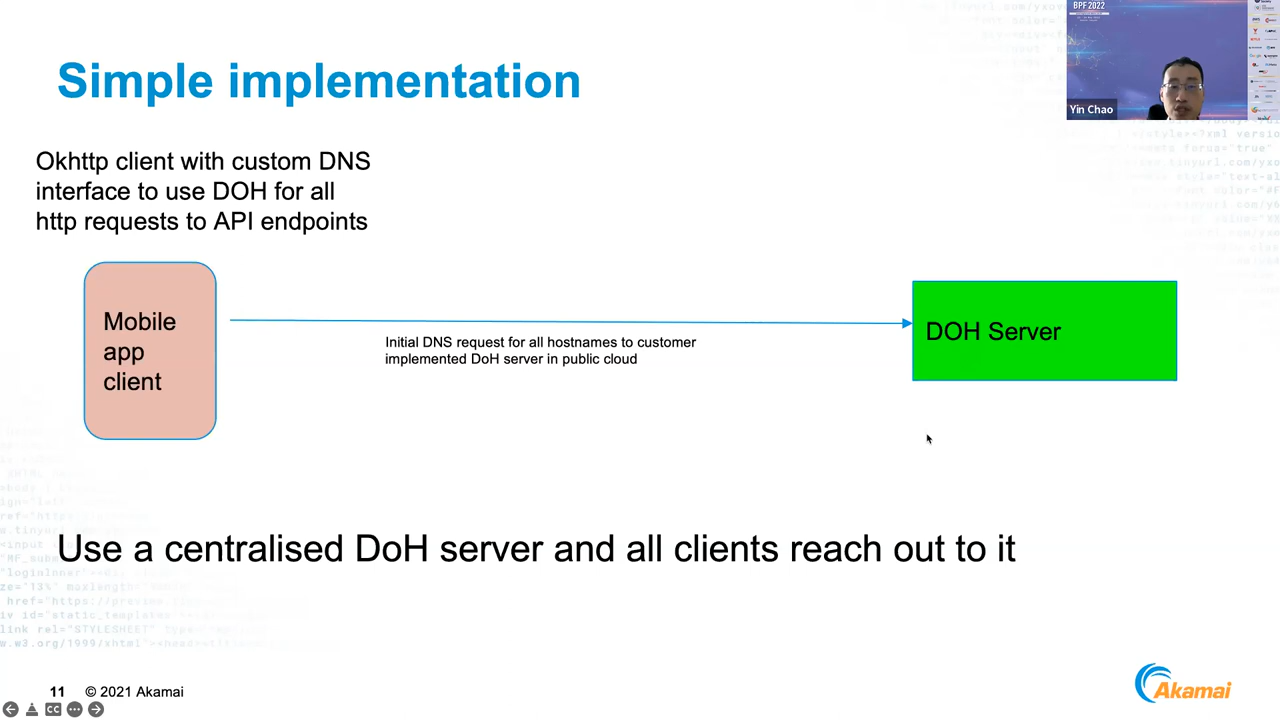 Simple implementation
BPF 2022
Yin Chao
Okhttp client with custom DNS
interface to use DOH for all
http requests to API endpoints
Mobile
app
client
Initial DNS request for all hostnames to customer
implemented DoH server in public cloud
DOH Server
Use a centralised DoH server and all clients reach out to it
11 © 2021 Akamai
CC
Akamai